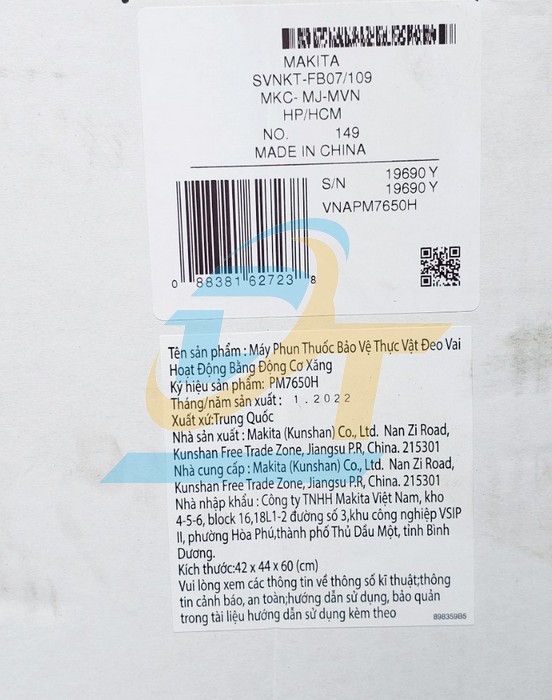 MAKITA
SVNKT-FB07/109
MKC- MJ-MVN
HP/HCM
NO. 149
MADE IN CHINA
S/N 19690 Y
19690 Y
VNAPM7650H
0 88381 62723 8
DT
Tên sản phẩm : Máy Phun Thuốc Bảo Vệ Thực Vật Đeo Vai
Hoạt Động Bằng Động Cơ Xăng
Ký hiệu sản phẩm: PM7650H
Tháng/năm sản xuất: 1 . 2022
Xuất xứ:Trung Quốc
Nhà sản xuất : Makita (Kunshan) Co., Ltd. Nan Zi Road,
Kunshan Free Trade Zone, Jiangsu P.R, China. 215301
Nhà cung cấp : Makita (Kunshan) Co., Ltd. Nan Zi Road,
Kunshan Free Trade Zone, Jiangsu P.R, China. 215301
Nhà nhập khẩu : Công ty TNHH Makita Việt Nam, kho
4-5-6, block 16,18L1-2 đường số 3,khu công nghiệp VSIP
II, phường Hòa Phú,thành phố Thủ Dầu Một, tỉnh Bình
Dương.
Kích thước:42 x 44 x 60 (cm)
Vui lòng xem các thông tin về thông số kĩ thuật;thông
tin cảnh báo, an toàn;hướng dẫn sử dụng, bảo quản
trong tài liệu hướng dẫn sử dụng kèm theo
898359B5